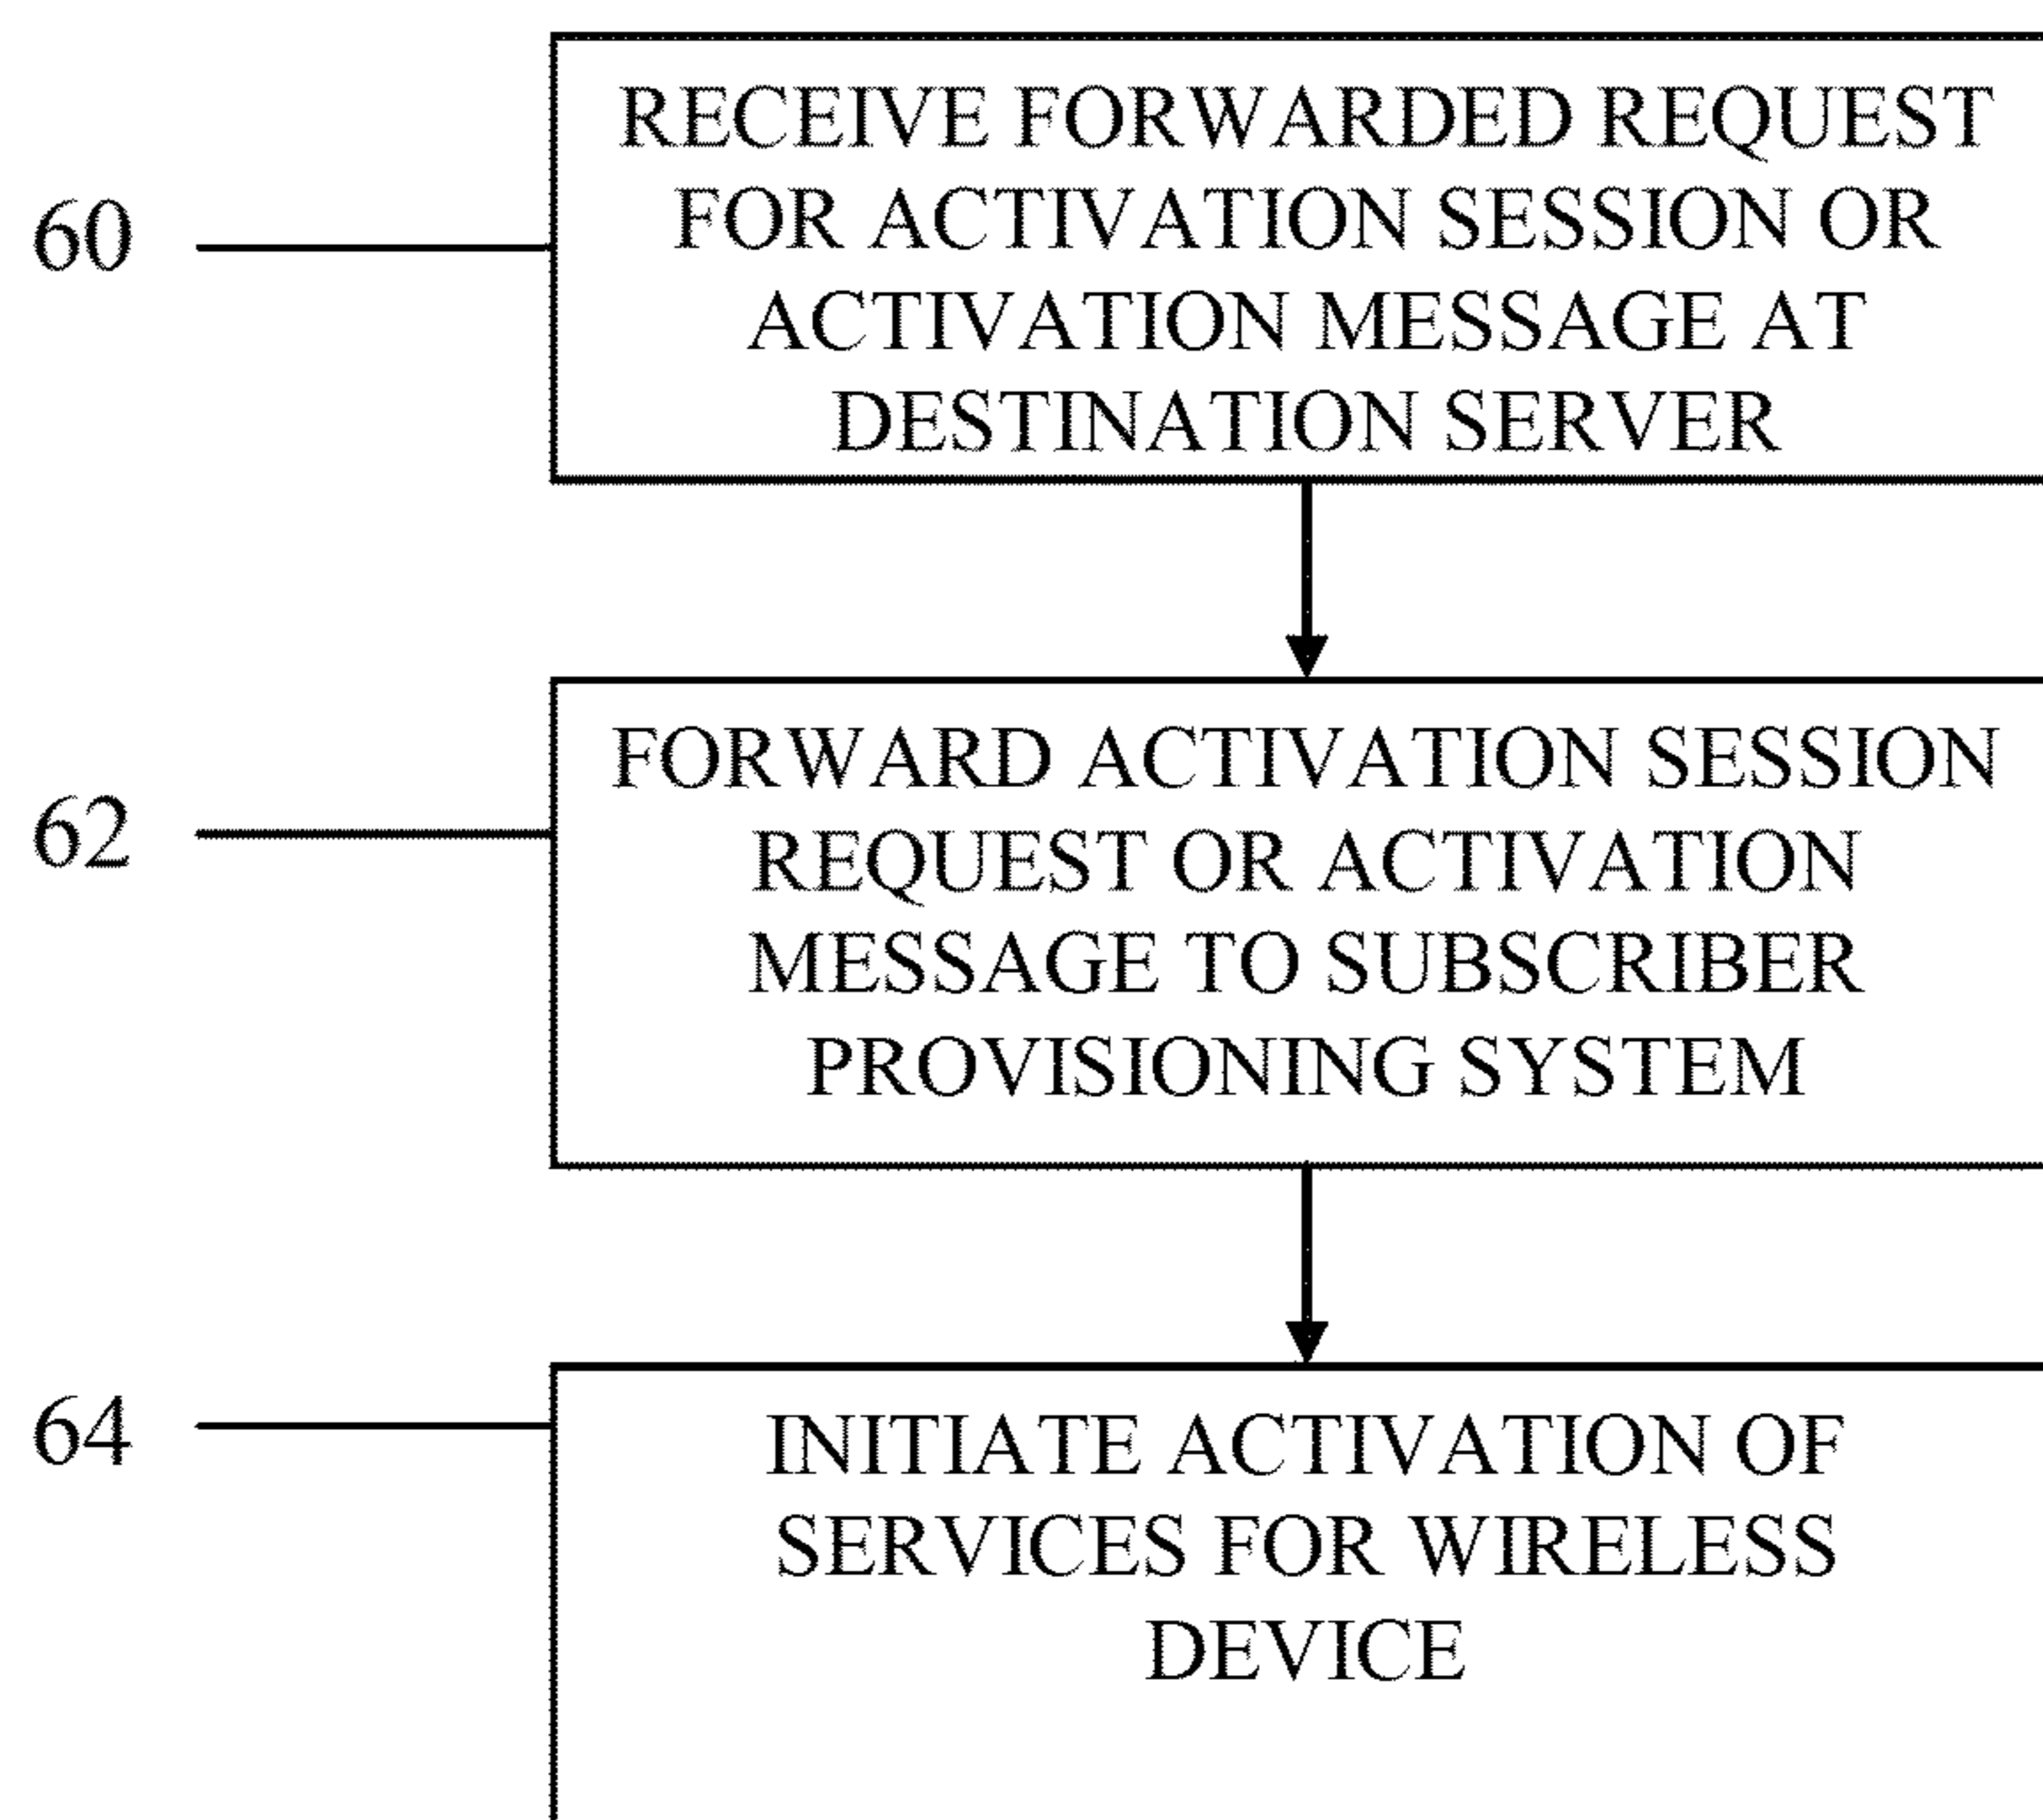 60
RECEIVE FORWARDED REQUEST
FOR ACTIVATION SESSION OR
ACTIVATION MESSAGE AT
DESTINATION SERVER
62
FORWARD ACTIVATION SESSION
REQUEST OR ACTIVATION
MESSAGE TO SUBSCRIBER
PROVISIONING SYSTEM
64
INITIATE ACTIVATION OF
SERVICES FOR WIRELESS
DEVICE